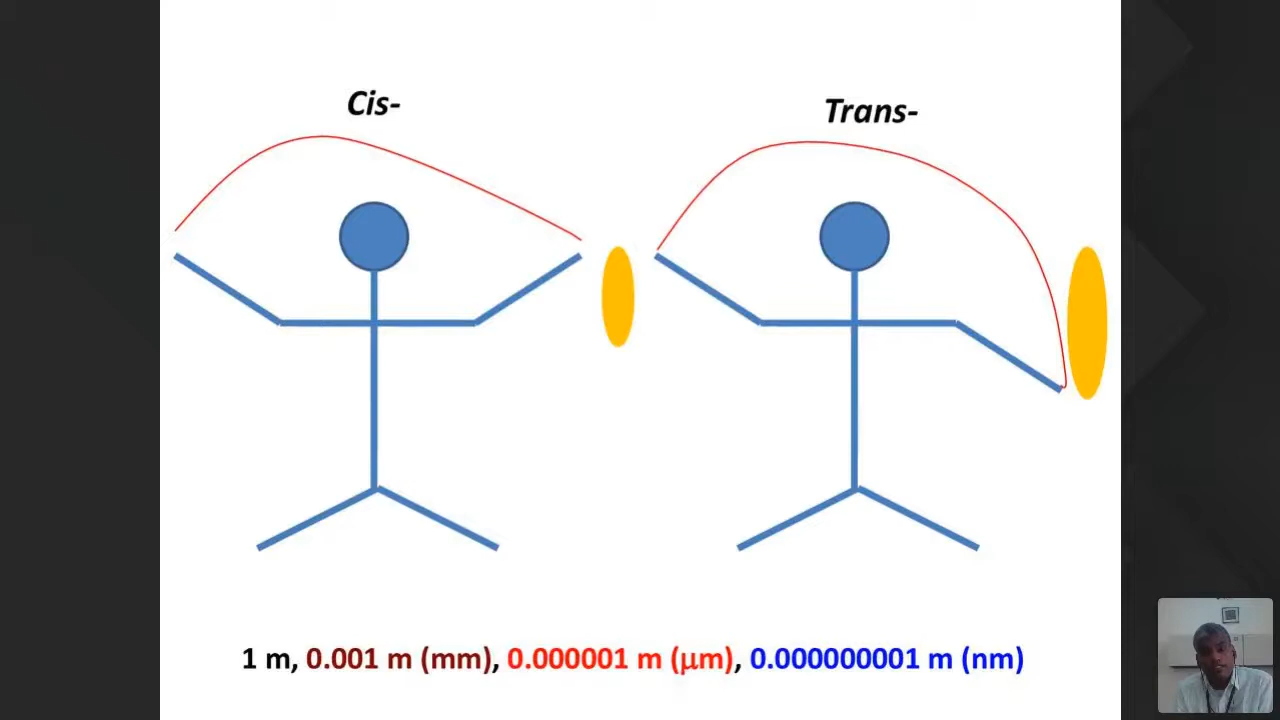 Cis-
Trans-
1 m, 0.001 m (mm), 0.000001 m (μm), 0.000000001 m (nm)